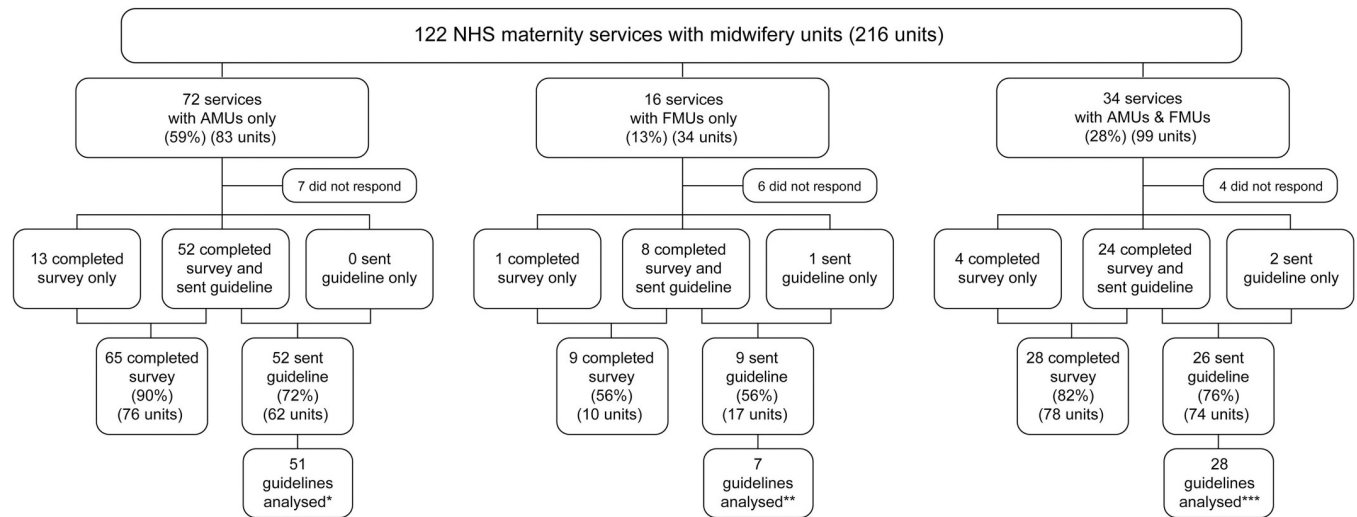 122 NHS maternity services with midwifery units (216 units)
72 services
with AMUs only
(59%) (83 units)
16 services
with FMUs only
(13%) (34 units)
34 services
with AMUs & FMUs
(28%) (99 units)
7 did not respond
6 did not respond
4 did not respond
13 completed
survey only
52 completed
survey and
sent guideline
0 sent
guideline only
1 completed
survey only
8 completed
survey and
sent guideline
1 sent
guideline only
4 completed
survey only
24 completed
survey and
sent guideline
2 sent
guideline only
65 completed
survey
(90%)
(76 units)
52 sent
guideline
(72%)
(62 units)
9 completed
survey
(56%)
(10 units)
9 sent
guideline
(56%)
(17 units)
28 completed
survey
(82%)
(78 units)
26 sent
guideline
(76%)
(74 units)
51
guidelines
analysed*
7
guidelines
analysed**
28
guidelines
analysed***